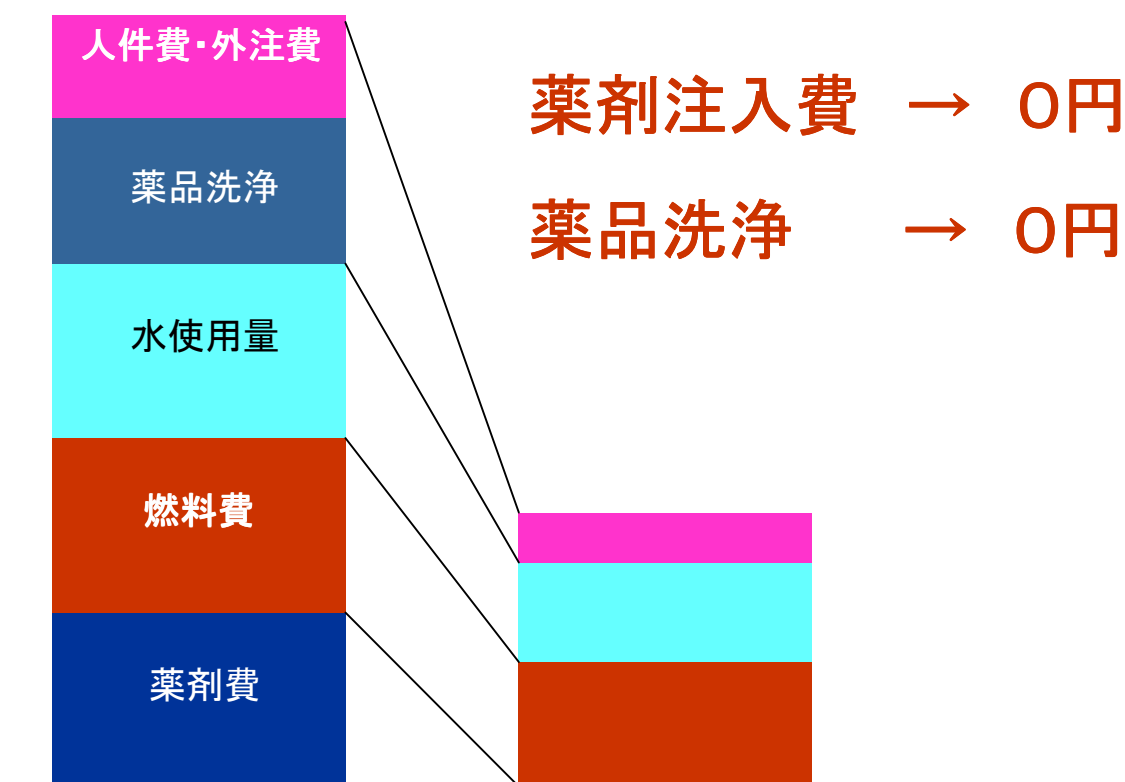 人件費・外注費
薬品洗浄
水使用量
燃料費
薬剤費
薬剤注入費 → 0円
薬品洗浄 → 0円